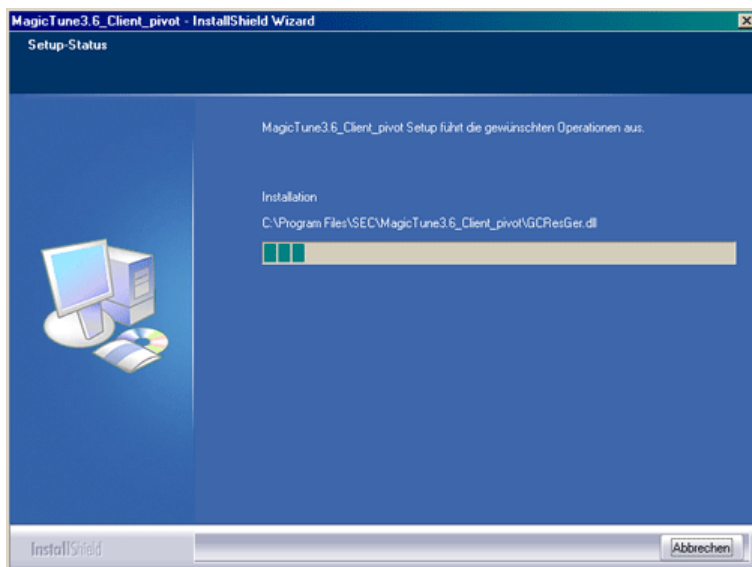 MagicTune3.6_Client_pivot - InstallShield Wizard
Setup-Status
MagicTune3.6_Client_pivot Setup führt die gewünschten Operationen aus.
Installation
C:\Program Files\SEC\MagicTune3.6_Client_pivot\GCResGer.dll
InstallShield
Abbrechen